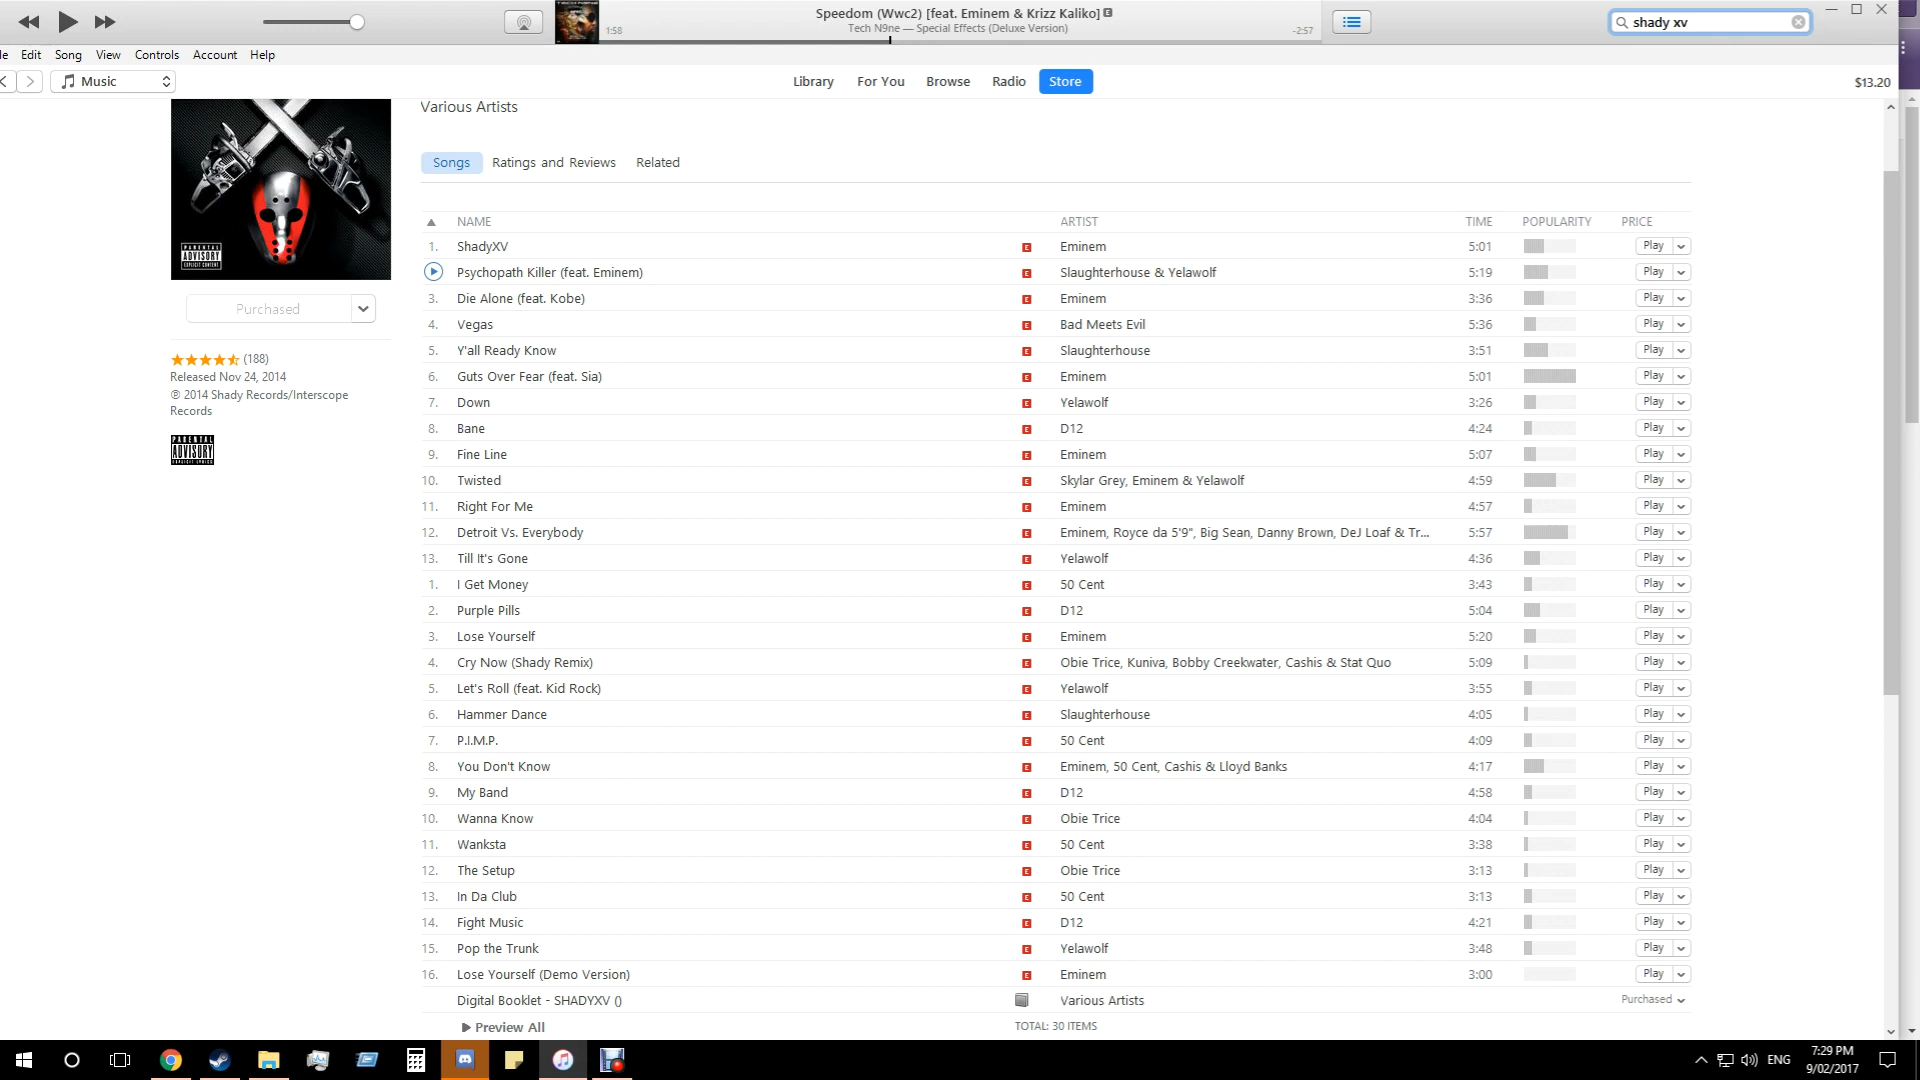 Speedom (Wwc2) [feat. Eminem & Krizz Kaliko] E
1:58 Tech N9ne — Special Effects (Deluxe Version) -2:57
shady xv
Edit Song View Controls Account Help
Music
Library For You Browse Radio Store
$13.20
Various Artists
Songs Ratings and Reviews Related
PARENTAL
ADVISORY
EXPLICIT CONTENT
Purchased
(188)
Released Nov 24, 2014
℗ 2014 Shady Records/Interscope
Records
PARENTAL
ADVISORY
EXPLICIT LYRICS
NAME ARTIST TIME POPULARITY PRICE
1. ShadyXV E Eminem 5:01 Play
Psychopath Killer (feat. Eminem) E Slaughterhouse & Yelawolf 5:19 Play
3. Die Alone (feat. Kobe) E Eminem 3:36 Play
4. Vegas E Bad Meets Evil 5:36 Play
5. Y'all Ready Know E Slaughterhouse 3:51 Play
6. Guts Over Fear (feat. Sia) E Eminem 5:01 Play
7. Down E Yelawolf 3:26 Play
8. Bane E D12 4:24 Play
9. Fine Line E Eminem 5:07 Play
10. Twisted E Skylar Grey, Eminem & Yelawolf 4:59 Play
11. Right For Me E Eminem 4:57 Play
12. Detroit Vs. Everybody E Eminem, Royce da 5'9", Big Sean, Danny Brown, DeJ Loaf & Tr... 5:57 Play
13. Till It's Gone E Yelawolf 4:36 Play
1. I Get Money E 50 Cent 3:43 Play
2. Purple Pills E D12 5:04 Play
3. Lose Yourself E Eminem 5:20 Play
4. Cry Now (Shady Remix) E Obie Trice, Kuniva, Bobby Creekwater, Cashis & Stat Quo 5:09 Play
5. Let's Roll (feat. Kid Rock) E Yelawolf 3:55 Play
6. Hammer Dance E Slaughterhouse 4:05 Play
7. P.I.M.P. E 50 Cent 4:09 Play
8. You Don't Know E Eminem, 50 Cent, Cashis & Lloyd Banks 4:17 Play
9. My Band E D12 4:58 Play
10. Wanna Know E Obie Trice 4:04 Play
11. Wanksta E 50 Cent 3:38 Play
12. The Setup E Obie Trice 3:13 Play
13. In Da Club E 50 Cent 3:13 Play
14. Fight Music E D12 4:21 Play
15. Pop the Trunk E Yelawolf 3:48 Play
16. Lose Yourself (Demo Version) E Eminem 3:00 Play
Digital Booklet - SHADYXV () Various Artists Purchased
Preview All TOTAL: 30 ITEMS
ENG 7:29 PM
9/02/2017